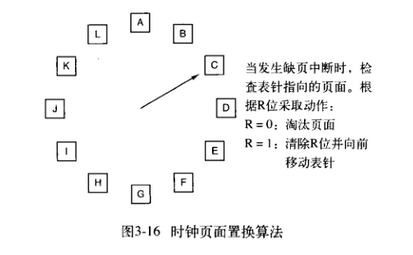 A
B
C
D
E
F
G
H
I
J
K
L
当发生缺页中断时，检
查表针指向的页面。根
据R位采取动作：
R = 0：淘汰页面
R = 1：清除R位并向前
移动表针
图3-16 时钟页面置换算法